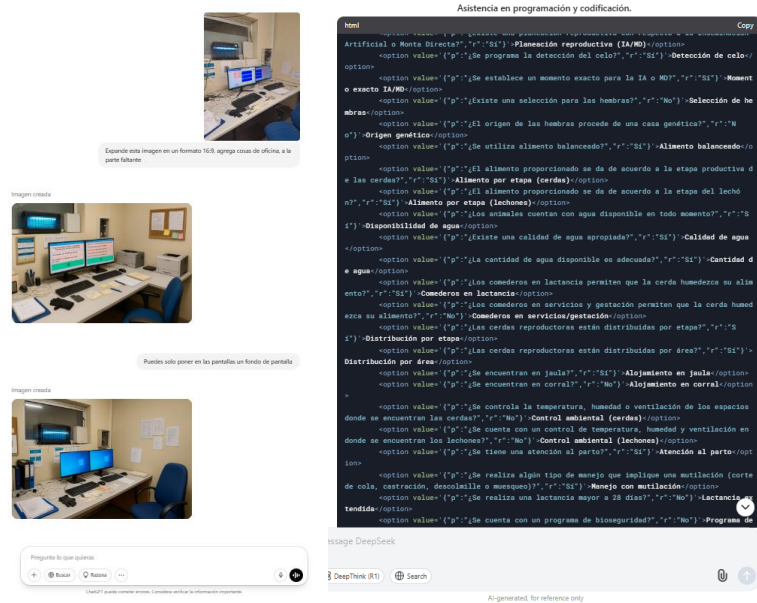 Expande esta imagen en un formato 16:9, agrega cosas de oficina, a la
parte faltante
Imagen creada
Puedes solo poner en las pantallas un fondo de pantalla
Imagen creada
Pregunta lo que quieras
Buscar
Razona
ChatGPT puede cometer errores. Considera verificar la información importante.
Asistencia en programación y codificación.
html
Copy
Artificial o Monta Directa?","r":"Sí"}'>Planeación reproductiva (IA/MD)</option>
<option value='{"p":"¿Se programa la detección del celo?","r":"Sí"}'>Detección de celo</
option>
<option value='{"p":"¿Se establece un momento exacto para la IA o MD?","r":"Sí"}'>Moment
o exacto IA/MD</option>
<option value='{"p":"¿Existe una selección para las hembras?","r":"No"}'>Selección de he
mbras</option>
<option value='{"p":"¿El origen de las hembras procede de una casa genética?","r":"N
o"}'>Origen genético</option>
<option value='{"p":"¿Se utiliza alimento balanceado?","r":"Sí"}'>Alimento balanceado</o
ption>
<option value='{"p":"¿El alimento proporcionado se da de acuerdo a la etapa productiva d
e las cerdas?","r":"Sí"}'>Alimento por etapa (cerdas)</option>
<option value='{"p":"¿El alimento proporcionado se da de acuerdo a la etapa del lechó
n?","r":"Sí"}'>Alimento por etapa (lechones)</option>
<option value='{"p":"¿Los animales cuentan con agua disponible en todo momento?","r":"S
í"}'>Disponibilidad de agua</option>
<option value='{"p":"¿Existe una calidad de agua apropiada?","r":"Sí"}'>Calidad de agua
</option>
<option value='{"p":"¿La cantidad de agua disponible es adecuada?","r":"Sí"}'>Cantidad d
e agua</option>
<option value='{"p":"¿Los comederos en lactancia permiten que la cerda humedezca su alim
ento?","r":"Sí"}'>Comederos en lactancia</option>
<option value='{"p":"¿Los comederos en servicios y gestación permiten que la cerda humed
ezca su alimento?","r":"No"}'>Comederos en servicios/gestación</option>
<option value='{"p":"¿Las cerdas reproductoras están distribuidas por etapa?","r":"S
í"}'>Distribución por etapa</option>
<option value='{"p":"¿Las cerdas reproductoras están distribuidas por área?","r":"Sí"}'>
Distribución por área</option>
<option value='{"p":"¿Se encuentran en jaula?","r":"Sí"}'>Alojamiento en jaula</option>
<option value='{"p":"¿Se encuentran en corral?","r":"No"}'>Alojamiento en corral</option
>
<option value='{"p":"¿Se controla la temperatura, humedad o ventilación de los espacios
donde se encuentran las cerdas?","r":"No"}'>Control ambiental (cerdas)</option>
<option value='{"p":"¿Se cuenta con un control de temperatura, humedad y ventilación en
donde se encuentran los lechones?","r":"No"}'>Control ambiental (lechones)</option>
<option value='{"p":"¿Se tiene una atención al parto?","r":"Sí"}'>Atención al parto</opt
ion>
<option value='{"p":"¿Se realiza algún tipo de manejo que implique una mutilación (corte
de cola, castración, descolmille o muesqueo)?","r":"Sí"}'>Manejo con mutilación</option>
<option value='{"p":"¿Se realiza una lactancia mayor a 28 días?","r":"No"}'>Lactancia ex
tendida</option>
<option value='{"p":"¿Se cuenta con un programa de bioseguridad?","r":"No"}'>Programa de
essage DeepSeek
DeepThink (R1)
Search
AI-generated, for reference only